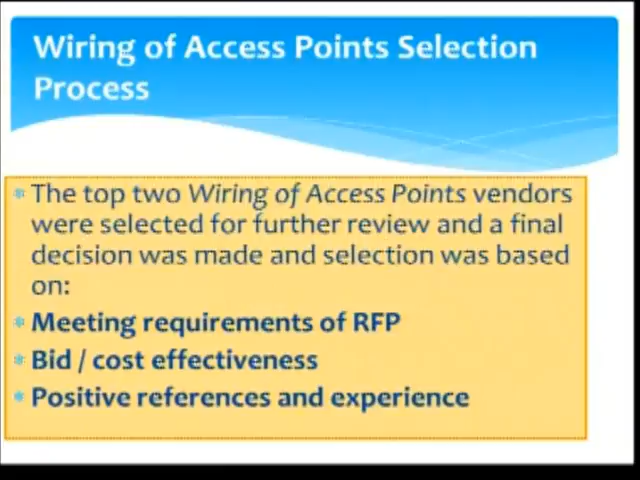 Wiring of Access Points Selection
Process
The top two Wiring of Access Points vendors
were selected for further review and a final
decision was made and selection was based
on:
Meeting requirements of RFP
Bid / cost effectiveness
Positive references and experience